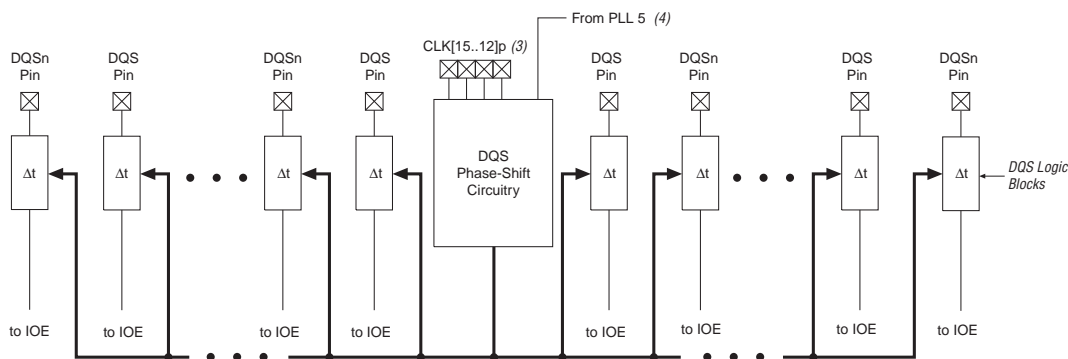 From PLL 5 (4)
CLK[15..12]p (3)
DQSn
Pin
DQS
Pin
DQSn
Pin
DQS
Pin
DQS
Pin
DQSn
Pin
DQS
Pin
DQSn
Pin
Δt
Δt
Δt
Δt
DQS
Phase-Shift
Circuitry
Δt
Δt
Δt
Δt
DQS Logic
Blocks
to IOE
to IOE
to IOE
to IOE
to IOE
to IOE
to IOE
to IOE